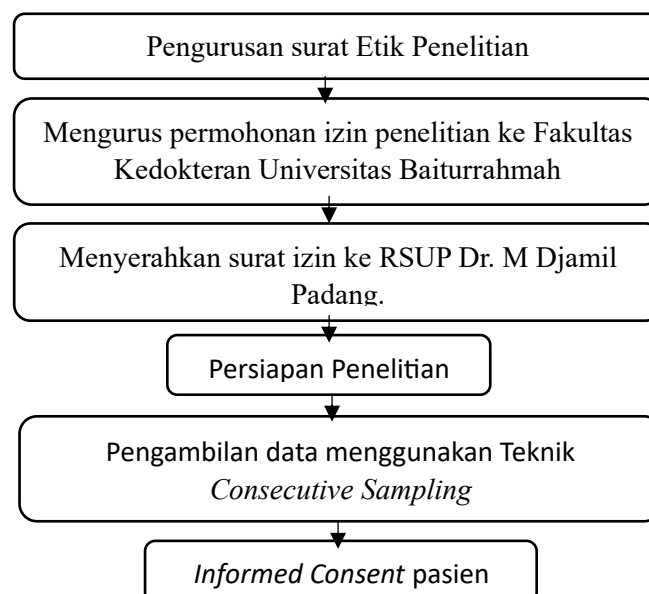 Pengurusan surat Etik Penelitian
Mengurus permohonan izin penelitian ke Fakultas
Kedokteran Universitas Baiturrahmah
Menyerahkan surat izin ke RSUP Dr. M Djamil
Padang.
Persiapan Penelitian
Pengambilan data menggunakan Teknik
Consecutive Sampling
Informed Consent pasien